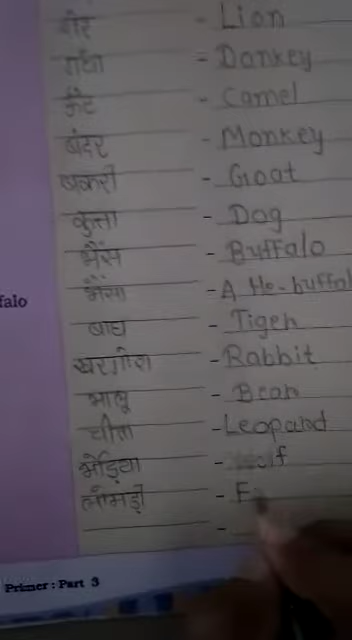 शेर - Lion
गधा - Donkey
ऊँट - Camel
बंदर - Monkey
बकरी - Goat
कुत्ता - Dog
भैंस - Buffalo
भैंसा - A He-buffal
बाघ - Tiger
खरगोश - Rabbit
भालू - Bear
चीता - Leopard
भेड़िया -
लोमड़ी - F
falo
Primer : Part 3